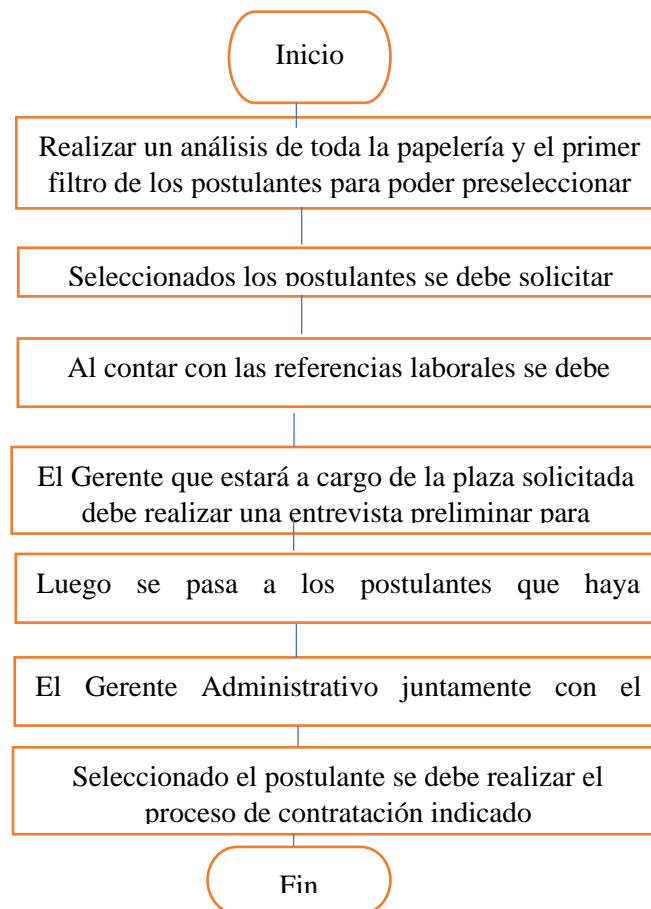 Inicio
Realizar un análisis de toda la papelería y el primer
filtro de los postulantes para poder preseleccionar
Seleccionados los postulantes se debe solicitar
Al contar con las referencias laborales se debe
El Gerente que estará a cargo de la plaza solicitada
debe realizar una entrevista preliminar para
Luego se pasa a los postulantes que haya
El Gerente Administrativo juntamente con el
Seleccionado el postulante se debe realizar el
proceso de contratación indicado
Fin